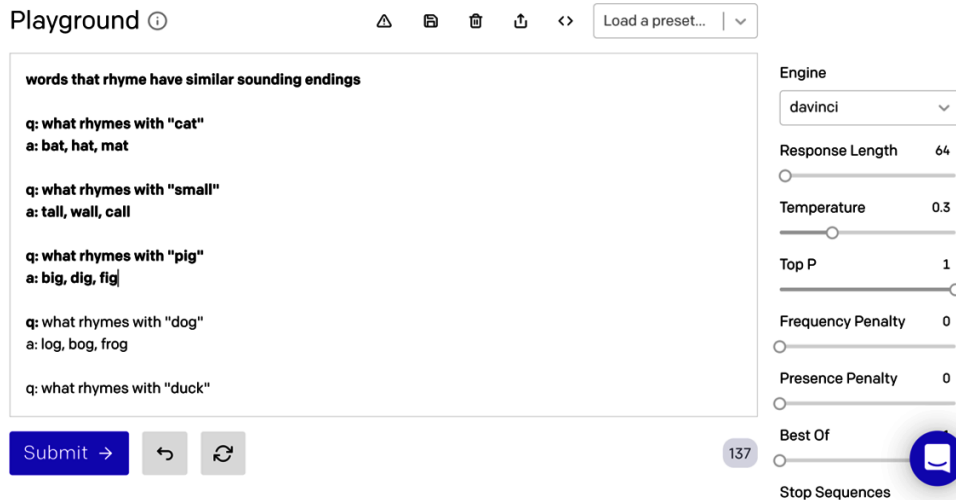 Playground
Load a preset...
words that rhyme have similar sounding endings
q: what rhymes with "cat"
a: bat, hat, mat
q: what rhymes with "small"
a: tall, wall, call
q: what rhymes with "pig"
a: big, dig, fig
q: what rhymes with "dog"
a: log, bog, frog
q: what rhymes with "duck"
Submit
137
Engine
davinci
Response Length 64
Temperature 0.3
Top P 1
Frequency Penalty 0
Presence Penalty 0
Best Of
Stop Sequences